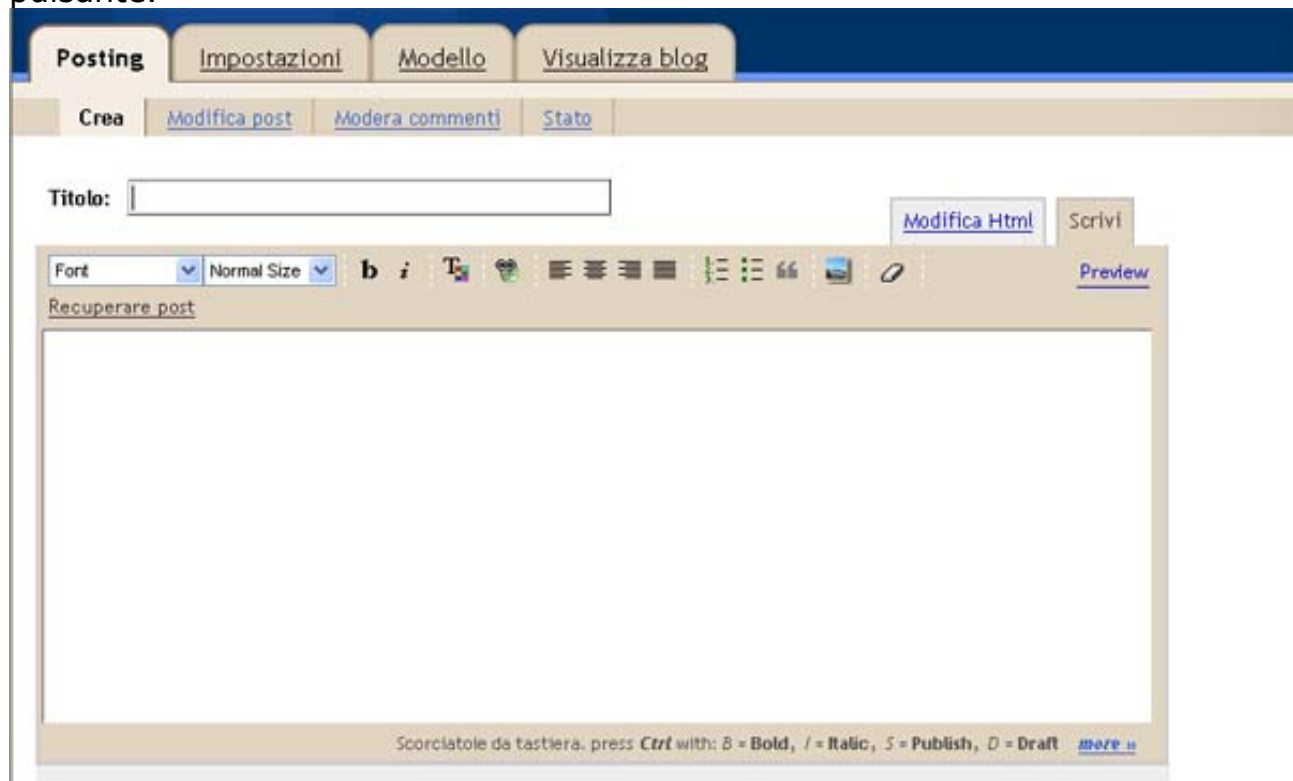 pulsante.
Posting Impostazioni Modello Visualizza blog
Crea Modifica post Modera commenti Stato
Titolo:
Modifica Html Scrivi
Font Normal Size b i Preview
Recuperare post
Scorciatoie da tastiera. press Ctrl with: B = Bold, I = Italic, S = Publish, D = Draft more »